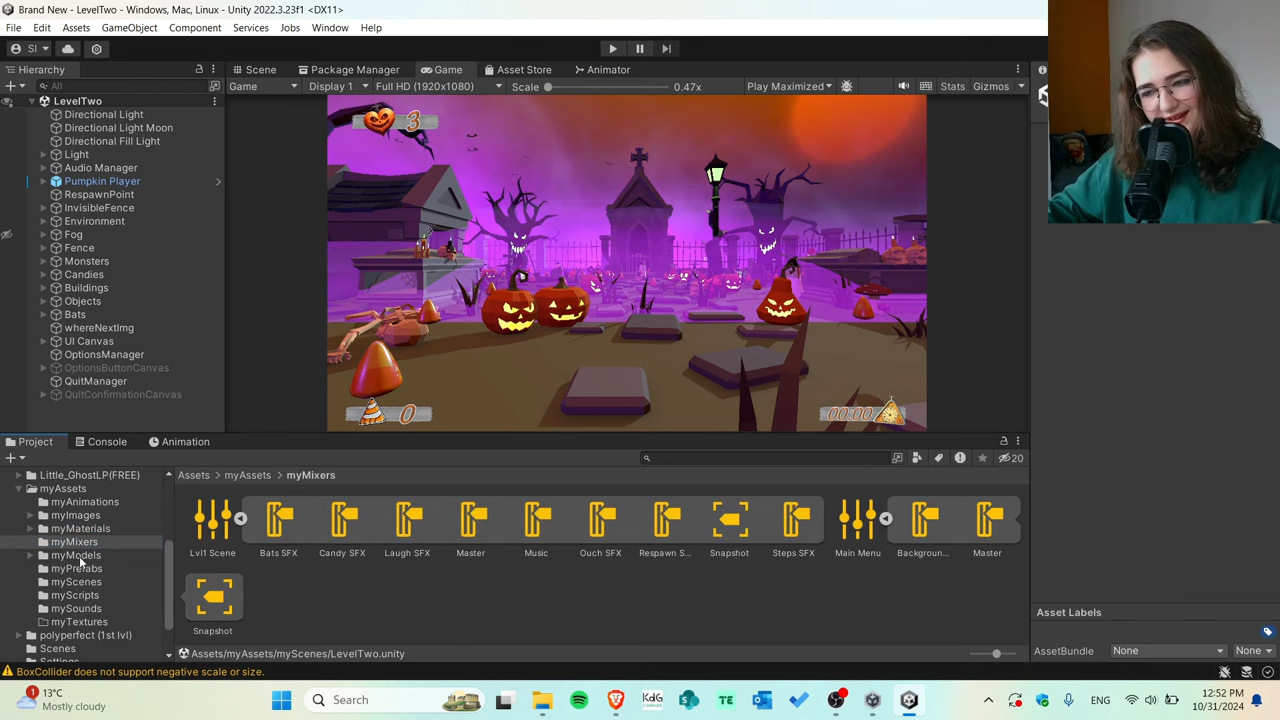 Brand New - LevelTwo - Windows, Mac, Linux - Unity 2022.3.23f1 <DX11>
File Edit Assets GameObject Component Services Jobs Window Help
SI
Hierarchy
Scene Package Manager Game Asset Store Animator
All
Game Display 1 Full HD (1920x1080) Scale 0.47x Play Maximized Stats Gizmos
LevelTwo
Directional Light
Directional Light Moon
Directional Fill Light
Light
Audio Manager
Pumpkin Player
RespawnPoint
InvisibleFence
Environment
Fog
Fence
Monsters
Candies
Buildings
Objects
Bats
whereNextImg
UI Canvas
OptionsManager
OptionsButtonCanvas
QuitManager
QuitConfirmationCanvas
3
0
00:00
Project Console Animation
20
Little_GhostLP(FREE)
myAssets
myAnimations
myImages
myMaterials
myMixers
myModels
myPrefabs
myScenes
myScripts
mySounds
myTextures
polyperfect (1st lvl)
Scenes
Settings
Assets myAssets myMixers
Lvl1 Scene Bats SFX Candy SFX Laugh SFX Master Music Ouch SFX Respawn S... Snapshot Steps SFX Main Menu Backgroun... Master
Snapshot
Assets/myAssets/myScenes/LevelTwo.unity
Asset Labels
AssetBundle None None
BoxCollider does not support negative scale or size.
1
13°C
Mostly cloudy
Search
KdG
CANVAS
TE
ENG
12:52 PM
10/31/2024